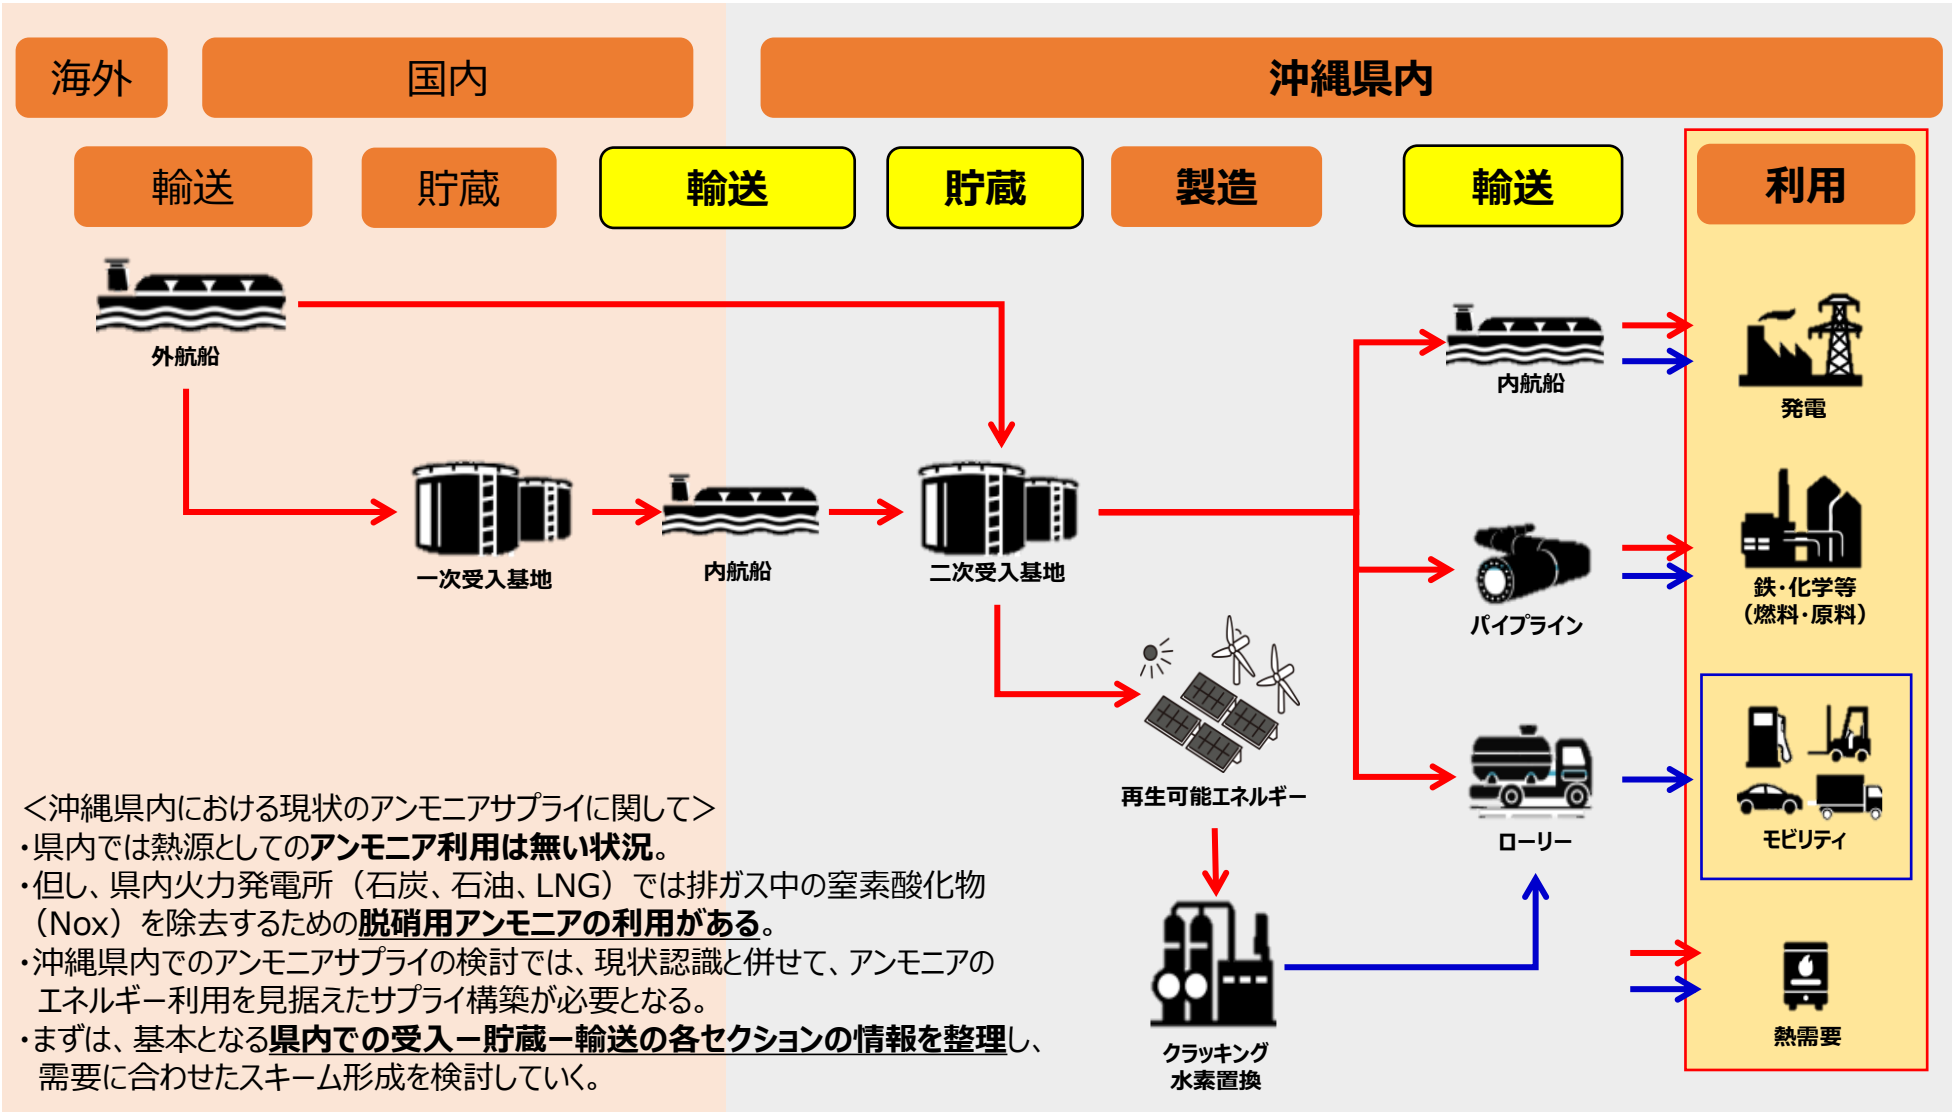 海外
国内
沖縄県内
輸送
貯蔵
輸送
貯蔵
製造
輸送
利用
外航船
一次受入基地
内航船
二次受入基地
再生可能エネルギー
クラッキング
水素置換
内航船
パイプライン
ローリー
発電
鉄・化学等
（燃料・原料）
モビリティ
熱需要
＜沖縄県内における現状のアンモニアサプライに関して＞
・県内では熱源としてのアンモニア利用は無い状況。
・但し、県内火力発電所（石炭、石油、LNG）では排ガス中の窒素酸化物
（Nox）を除去するための脱硝用アンモニアの利用がある。
・沖縄県内でのアンモニアサプライの検討では、現状認識と併せて、アンモニアの
エネルギー利用を見据えたサプライ構築が必要となる。
・まずは、基本となる県内での受入ー貯蔵ー輸送の各セクションの情報を整理し、
需要に合わせたスキーム形成を検討していく。